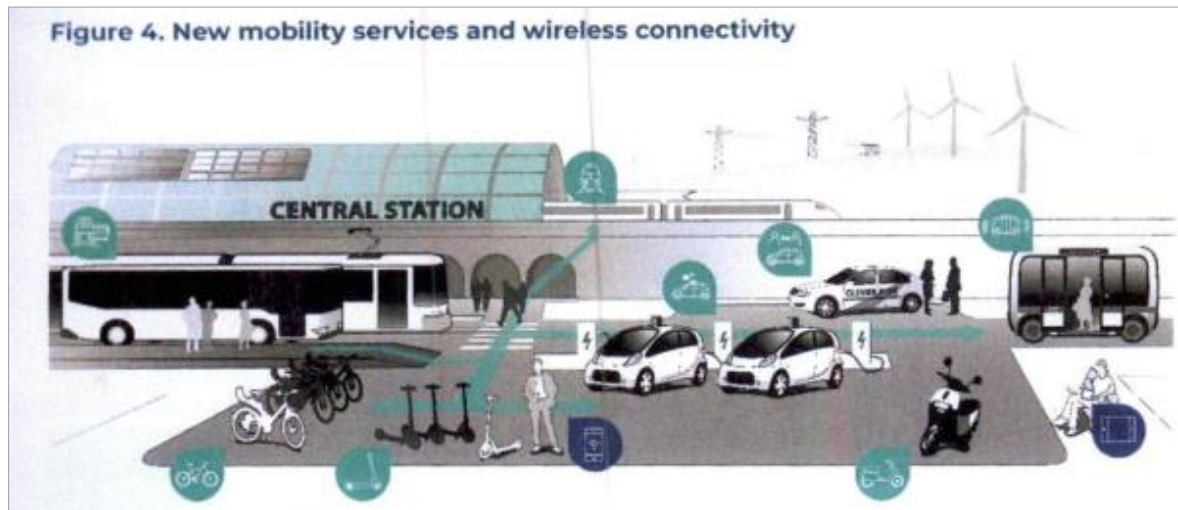 Figure 4. New mobility services and wireless connectivity
CENTRAL STATION